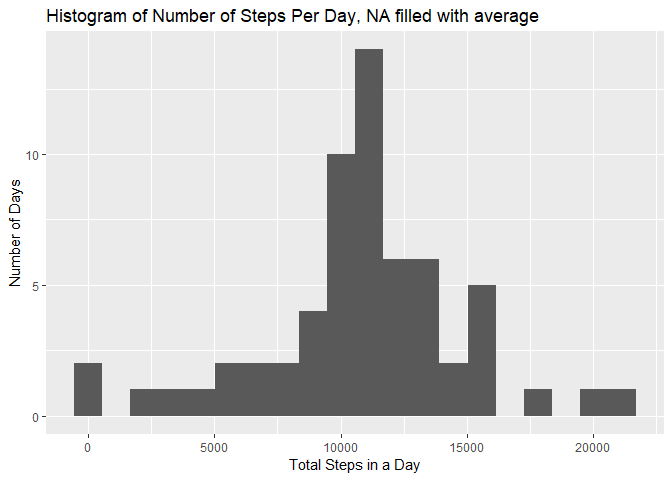 Histogram of Number of Steps Per Day, NA filled with average
Number of Days
10
5
0
0 5000 10000 15000 20000
Total Steps in a Day